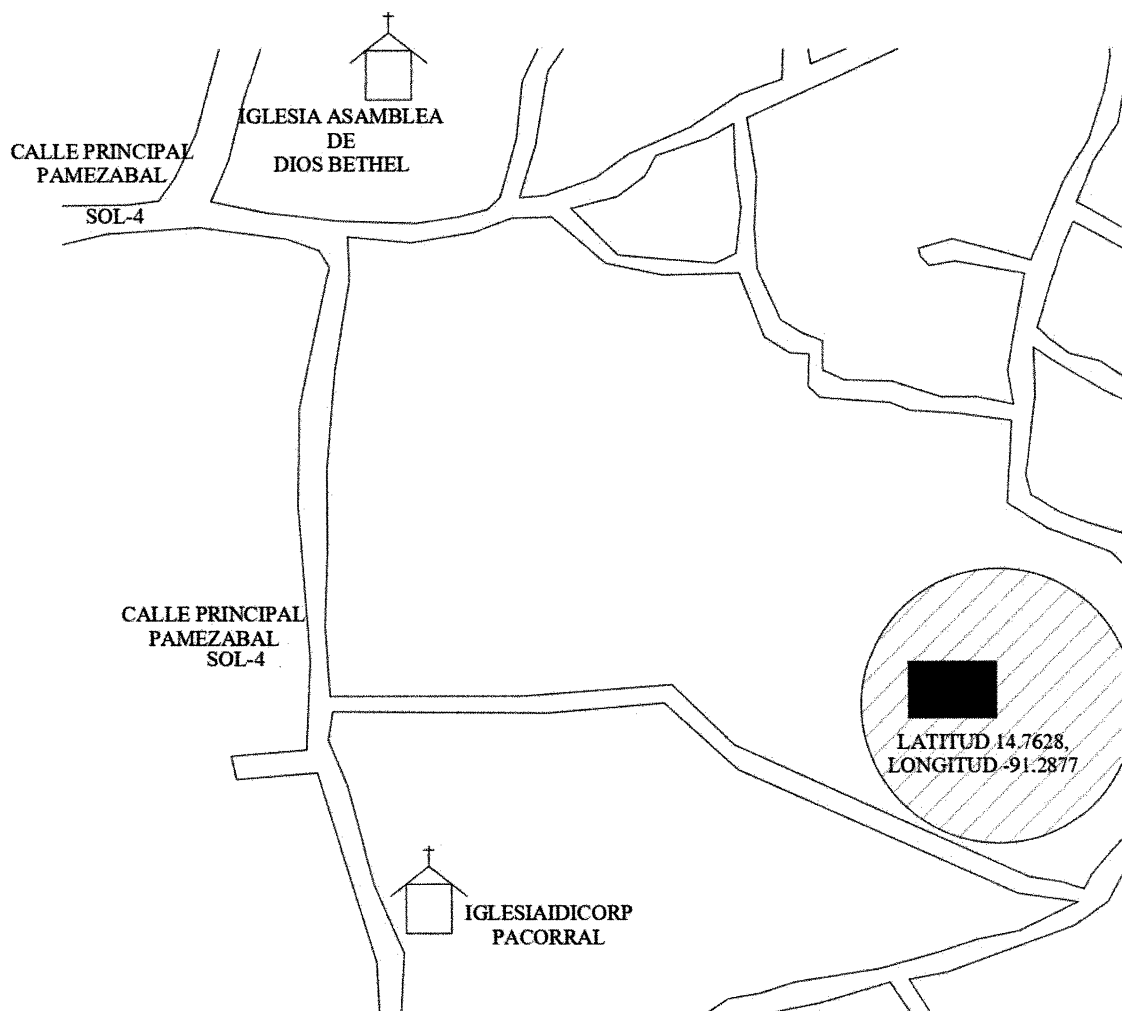 IGLESIA ASAMBLEA
DE
DIOS BETHEL
CALLE PRINCIPAL
PAMEZABAL
SOL-4
CALLE PRINCIPAL
PAMEZABAL
SOL-4
LATITUD 14.7628,
LONGITUD -91.2877
IGLESIAIDICORP
PACORRAL